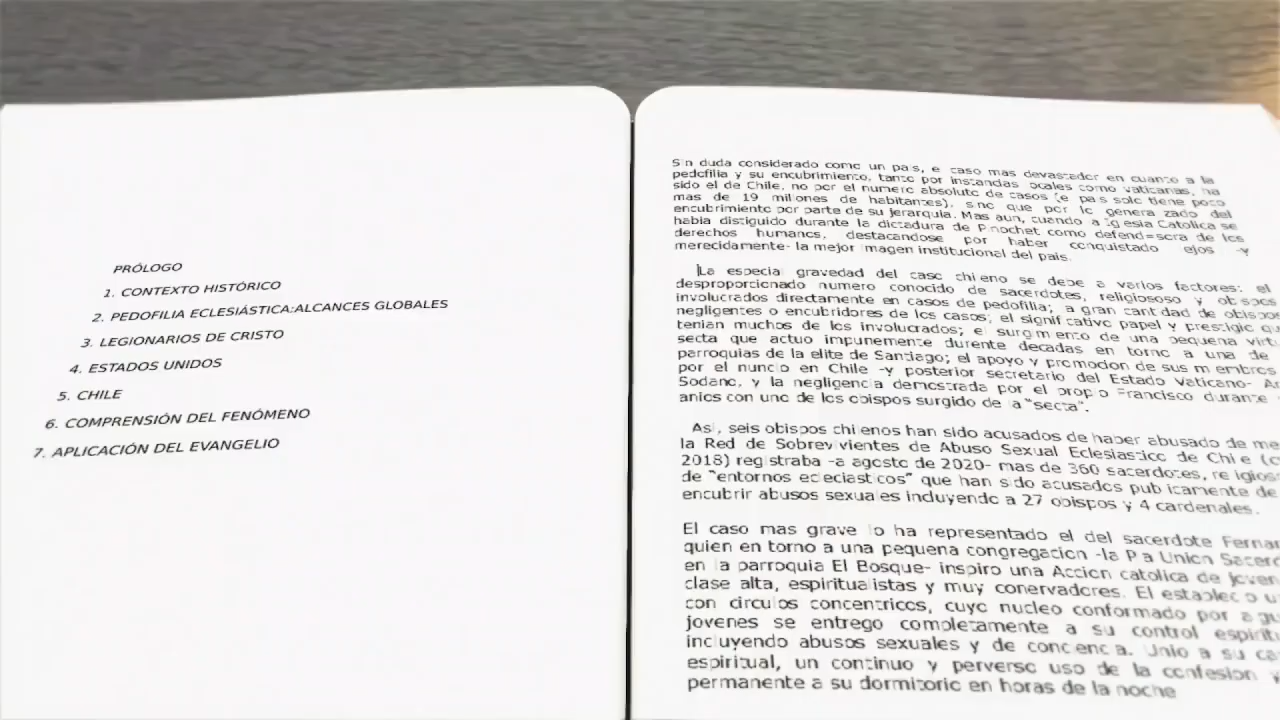 PRÓLOGO
1. CONTEXTO HISTÓRICO
2. PEDOFILIA ECLESIÁSTICA:ALCANCES GLOBALES
3. LEGIONARIOS DE CRISTO
4. ESTADOS UNIDOS
5. CHILE
6. COMPRENSIÓN DEL FENÓMENO
7. APLICACIÓN DEL EVANGELIO
Sin duda considerado como un pais, el caso mas devastador en cuanto a la
pedofilia y su encubrimiento, tanto por instancias locales como vaticanas, ha
sido el de Chile, no por el numero absoluto de casos (el pais solo tiene poco
mas de 19 millones de habitantes), sino que por lo generalizado del
encubrimiento por parte de su jerarquia. Mas aun, cuando la Iglesia Catolica se
habia distiguido durante la dictadura de Pinochet como defend=sora de los
derechos humanos, destacandose por haber conquistado -y
merecidamente- la mejor imagen institucional del pais.
La especial gravedad del caso chileno se debe a varios factores: el
desproporcionado numero conocido de sacerdotes, religiososo y obispos
involucrados directamente en casos de pedofilia; la gran cantidad de obispos
negligentes o encubridores de los casos; el significativo papel y prestigio
tenian muchos de los involucrados; el surgimiento de una pequena
secta que actuo impunemente durente decadas en torno a una de
parroquias de la elite de Santiago; el apoyo y promodon de sus miembros
por el nuncio en Chile -y posterior secretario del Estado Vaticano-
Sodano, y la negligencia demostrada por el propio Francisco durante
anios con uno de los obispos surgido de la "secta".
Asi, seis obispos chilenos han sido acusados de haber abusado de
la Red de Sobrevivientes de Abuso Sexual Eclesiastico de Chile
2018) registraba -a agosto de 2020- mas de 360 sacerdotes,
de "entornos ecleciasticos" que han sido acusados publicamente de
encubrir abusos sexuales incluyendo a 27 obispos y 4 cardenales.
El caso mas grave lo ha representado el del sacerdote
quien en torno a una pequena congregacion -la Pia Union
en la parroquia El Bosque- inspiro una Accion catolica de
clase alta, espiritualistas y muy conervadores. El establecio
con circulos concentricos, cuyo nucleo conformado por
jovenes se entrego completamente a su control
incluyendo abusos sexuales y de conciencia. Unio a su
espiritual, un continuo y perverso uso de la confesion
permanente a su dormitorio en horas de la noche